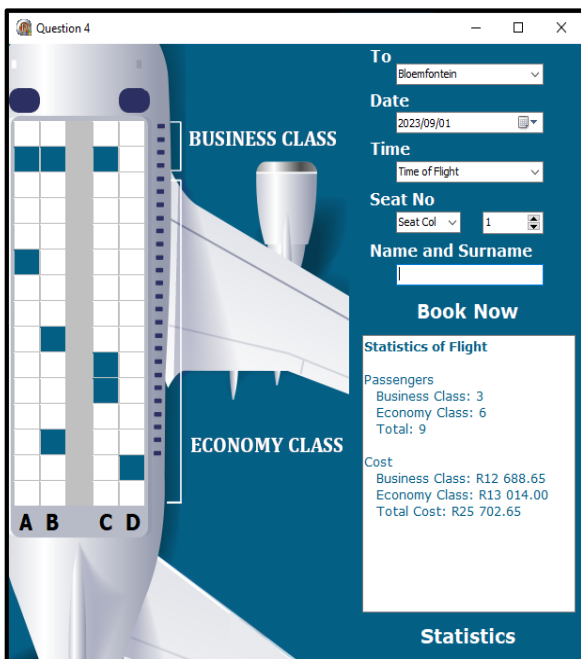 Question 4
To
Bloemfontein
Date
2023/09/01
Time
Time of Flight
Seat No
Seat Col 1
Name and Surname
Book Now
BUSINESS CLASS
ECONOMY CLASS
A B C D
Statistics of Flight
Passengers
Business Class: 3
Economy Class: 6
Total: 9
Cost
Business Class: R12 688.65
Economy Class: R13 014.00
Total Cost: R25 702.65
Statistics